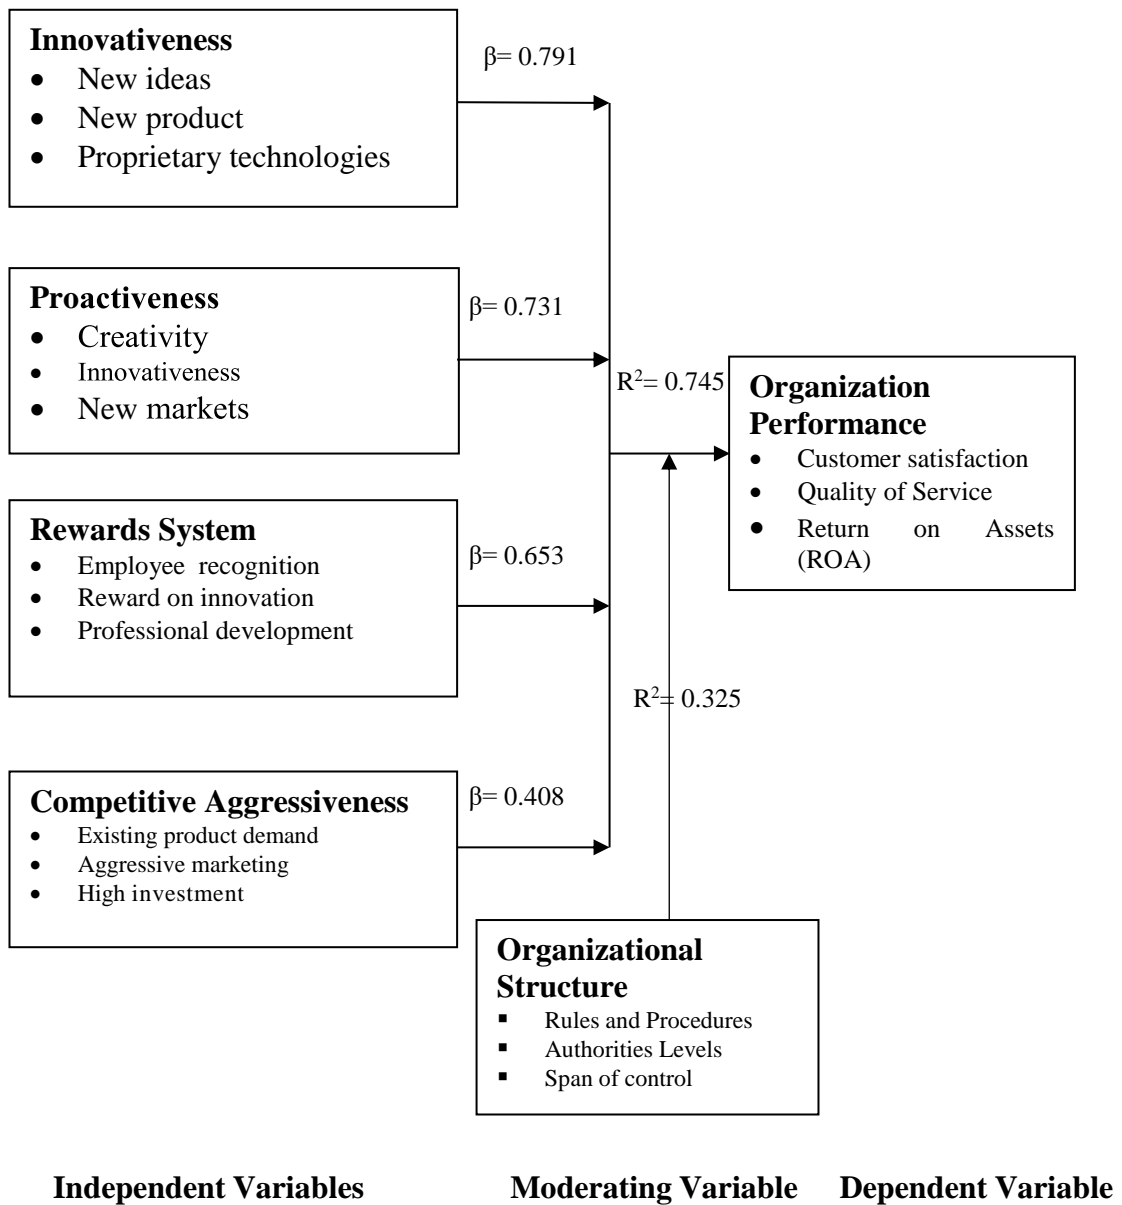 Innovativeness
• New ideas
• New product
• Proprietary technologies
β= 0.791
Proactiveness
• Creativity
• Innovativeness
• New markets
β= 0.731
R²= 0.745
Organization
Performance
• Customer satisfaction
• Quality of Service
• Return on Assets
(ROA)
Rewards System
• Employee recognition
• Reward on innovation
• Professional development
β= 0.653
R²= 0.325
Competitive Aggressiveness
• Existing product demand
• Aggressive marketing
• High investment
β= 0.408
Organizational
Structure
▪ Rules and Procedures
▪ Authorities Levels
▪ Span of control
Independent Variables
Moderating Variable
Dependent Variable